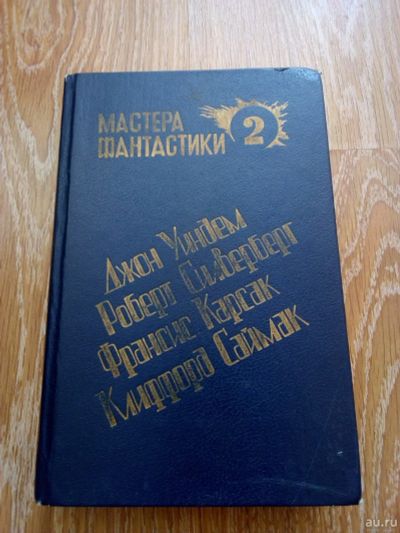 МАСТЕРА
ФАНТАСТИКИ
2
Джон Уиндем
Роберт Силверберг
Франсис Карсак
Клиффорд Саймак
au.ru